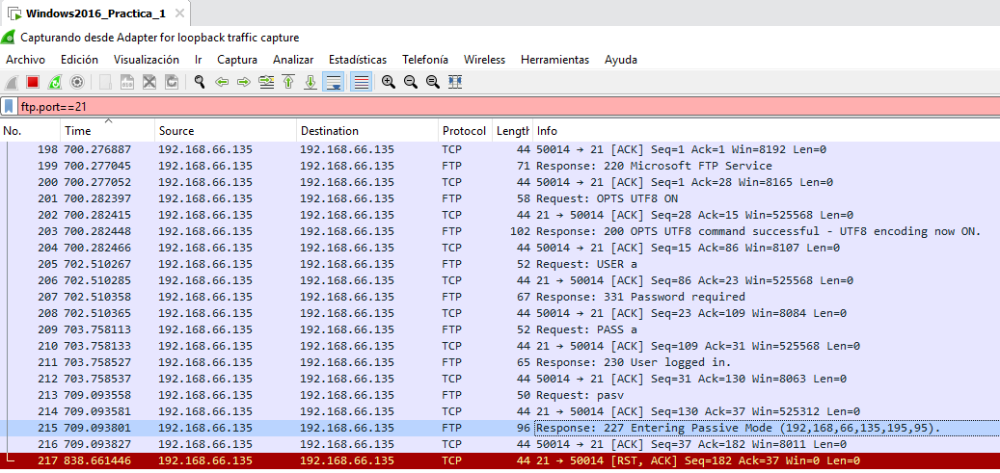 Windows2016_Practica_1
Capturando desde Adapter for loopback traffic capture
Archivo Edición Visualización Ir Captura Analizar Estadísticas Telefonía Wireless Herramientas Ayuda
ftp.port==21
No. Time Source Destination Protocol Length Info
198 700.276887 192.168.66.135 192.168.66.135 TCP 44 50014 → 21 [ACK] Seq=1 Ack=1 Win=8192 Len=0
199 700.277045 192.168.66.135 192.168.66.135 FTP 71 Response: 220 Microsoft FTP Service
200 700.277052 192.168.66.135 192.168.66.135 TCP 44 50014 → 21 [ACK] Seq=1 Ack=28 Win=8165 Len=0
201 700.282397 192.168.66.135 192.168.66.135 FTP 58 Request: OPTS UTF8 ON
202 700.282415 192.168.66.135 192.168.66.135 TCP 44 21 → 50014 [ACK] Seq=28 Ack=15 Win=525568 Len=0
203 700.282448 192.168.66.135 192.168.66.135 FTP 102 Response: 200 OPTS UTF8 command successful - UTF8 encoding now ON.
204 700.282466 192.168.66.135 192.168.66.135 TCP 44 50014 → 21 [ACK] Seq=15 Ack=86 Win=8107 Len=0
205 702.510267 192.168.66.135 192.168.66.135 FTP 52 Request: USER a
206 702.510285 192.168.66.135 192.168.66.135 TCP 44 21 → 50014 [ACK] Seq=86 Ack=23 Win=525568 Len=0
207 702.510358 192.168.66.135 192.168.66.135 FTP 67 Response: 331 Password required
208 702.510365 192.168.66.135 192.168.66.135 TCP 44 50014 → 21 [ACK] Seq=23 Ack=109 Win=8084 Len=0
209 703.758113 192.168.66.135 192.168.66.135 FTP 52 Request: PASS a
210 703.758133 192.168.66.135 192.168.66.135 TCP 44 21 → 50014 [ACK] Seq=109 Ack=31 Win=525568 Len=0
211 703.758527 192.168.66.135 192.168.66.135 FTP 65 Response: 230 User logged in.
212 703.758537 192.168.66.135 192.168.66.135 TCP 44 50014 → 21 [ACK] Seq=31 Ack=130 Win=8063 Len=0
213 709.093558 192.168.66.135 192.168.66.135 FTP 50 Request: pasv
214 709.093581 192.168.66.135 192.168.66.135 TCP 44 21 → 50014 [ACK] Seq=130 Ack=37 Win=525312 Len=0
215 709.093801 192.168.66.135 192.168.66.135 FTP 96 Response: 227 Entering Passive Mode (192,168,66,135,195,95).
216 709.093827 192.168.66.135 192.168.66.135 TCP 44 50014 → 21 [ACK] Seq=37 Ack=182 Win=8011 Len=0
217 838.661446 192.168.66.135 192.168.66.135 TCP 44 21 → 50014 [RST, ACK] Seq=182 Ack=37 Win=0 Len=0